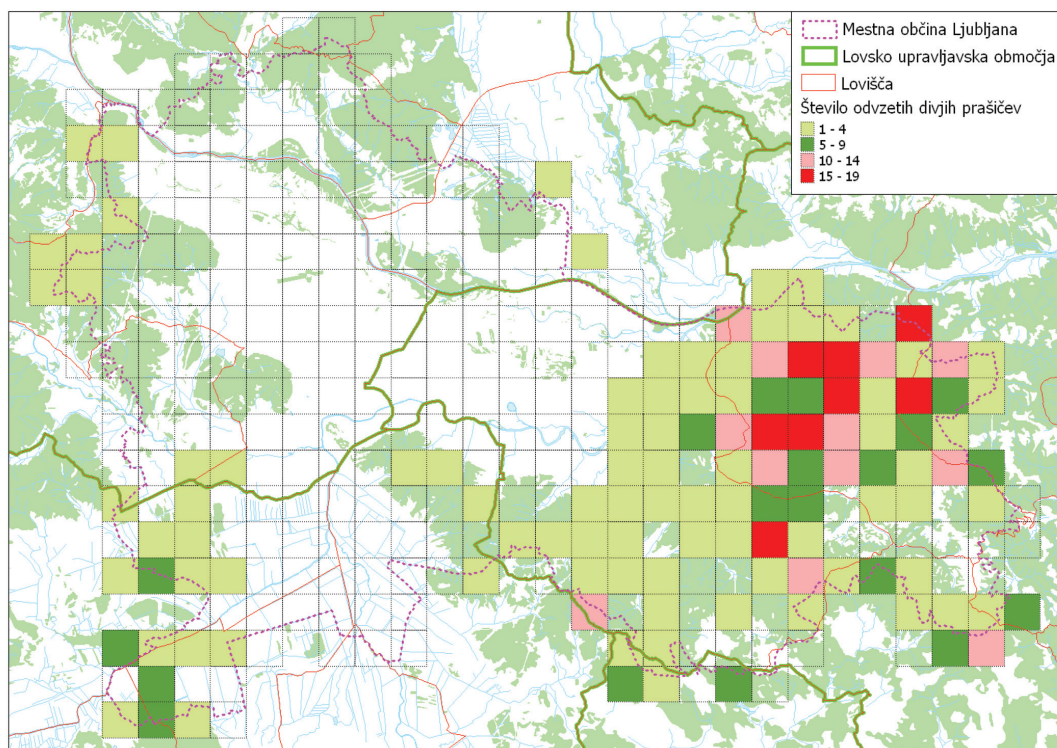 Mestna občina Ljubljana
Lovsko upravljavska območja
Lovišča
Število odvzetih divjih prašičev
1 - 4
5 - 9
10 - 14
15 - 19